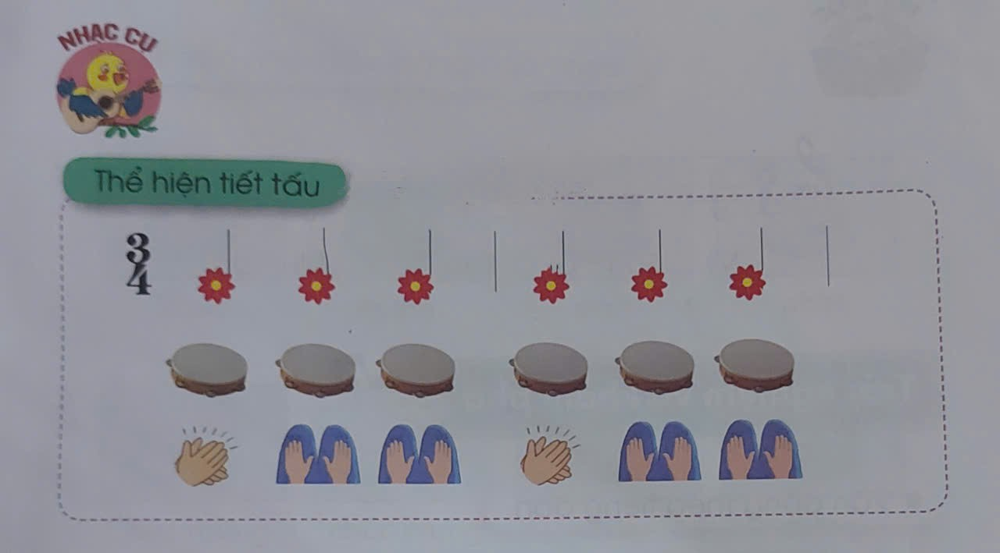 NHẠC CỤ
Thể hiện tiết tấu
3
4